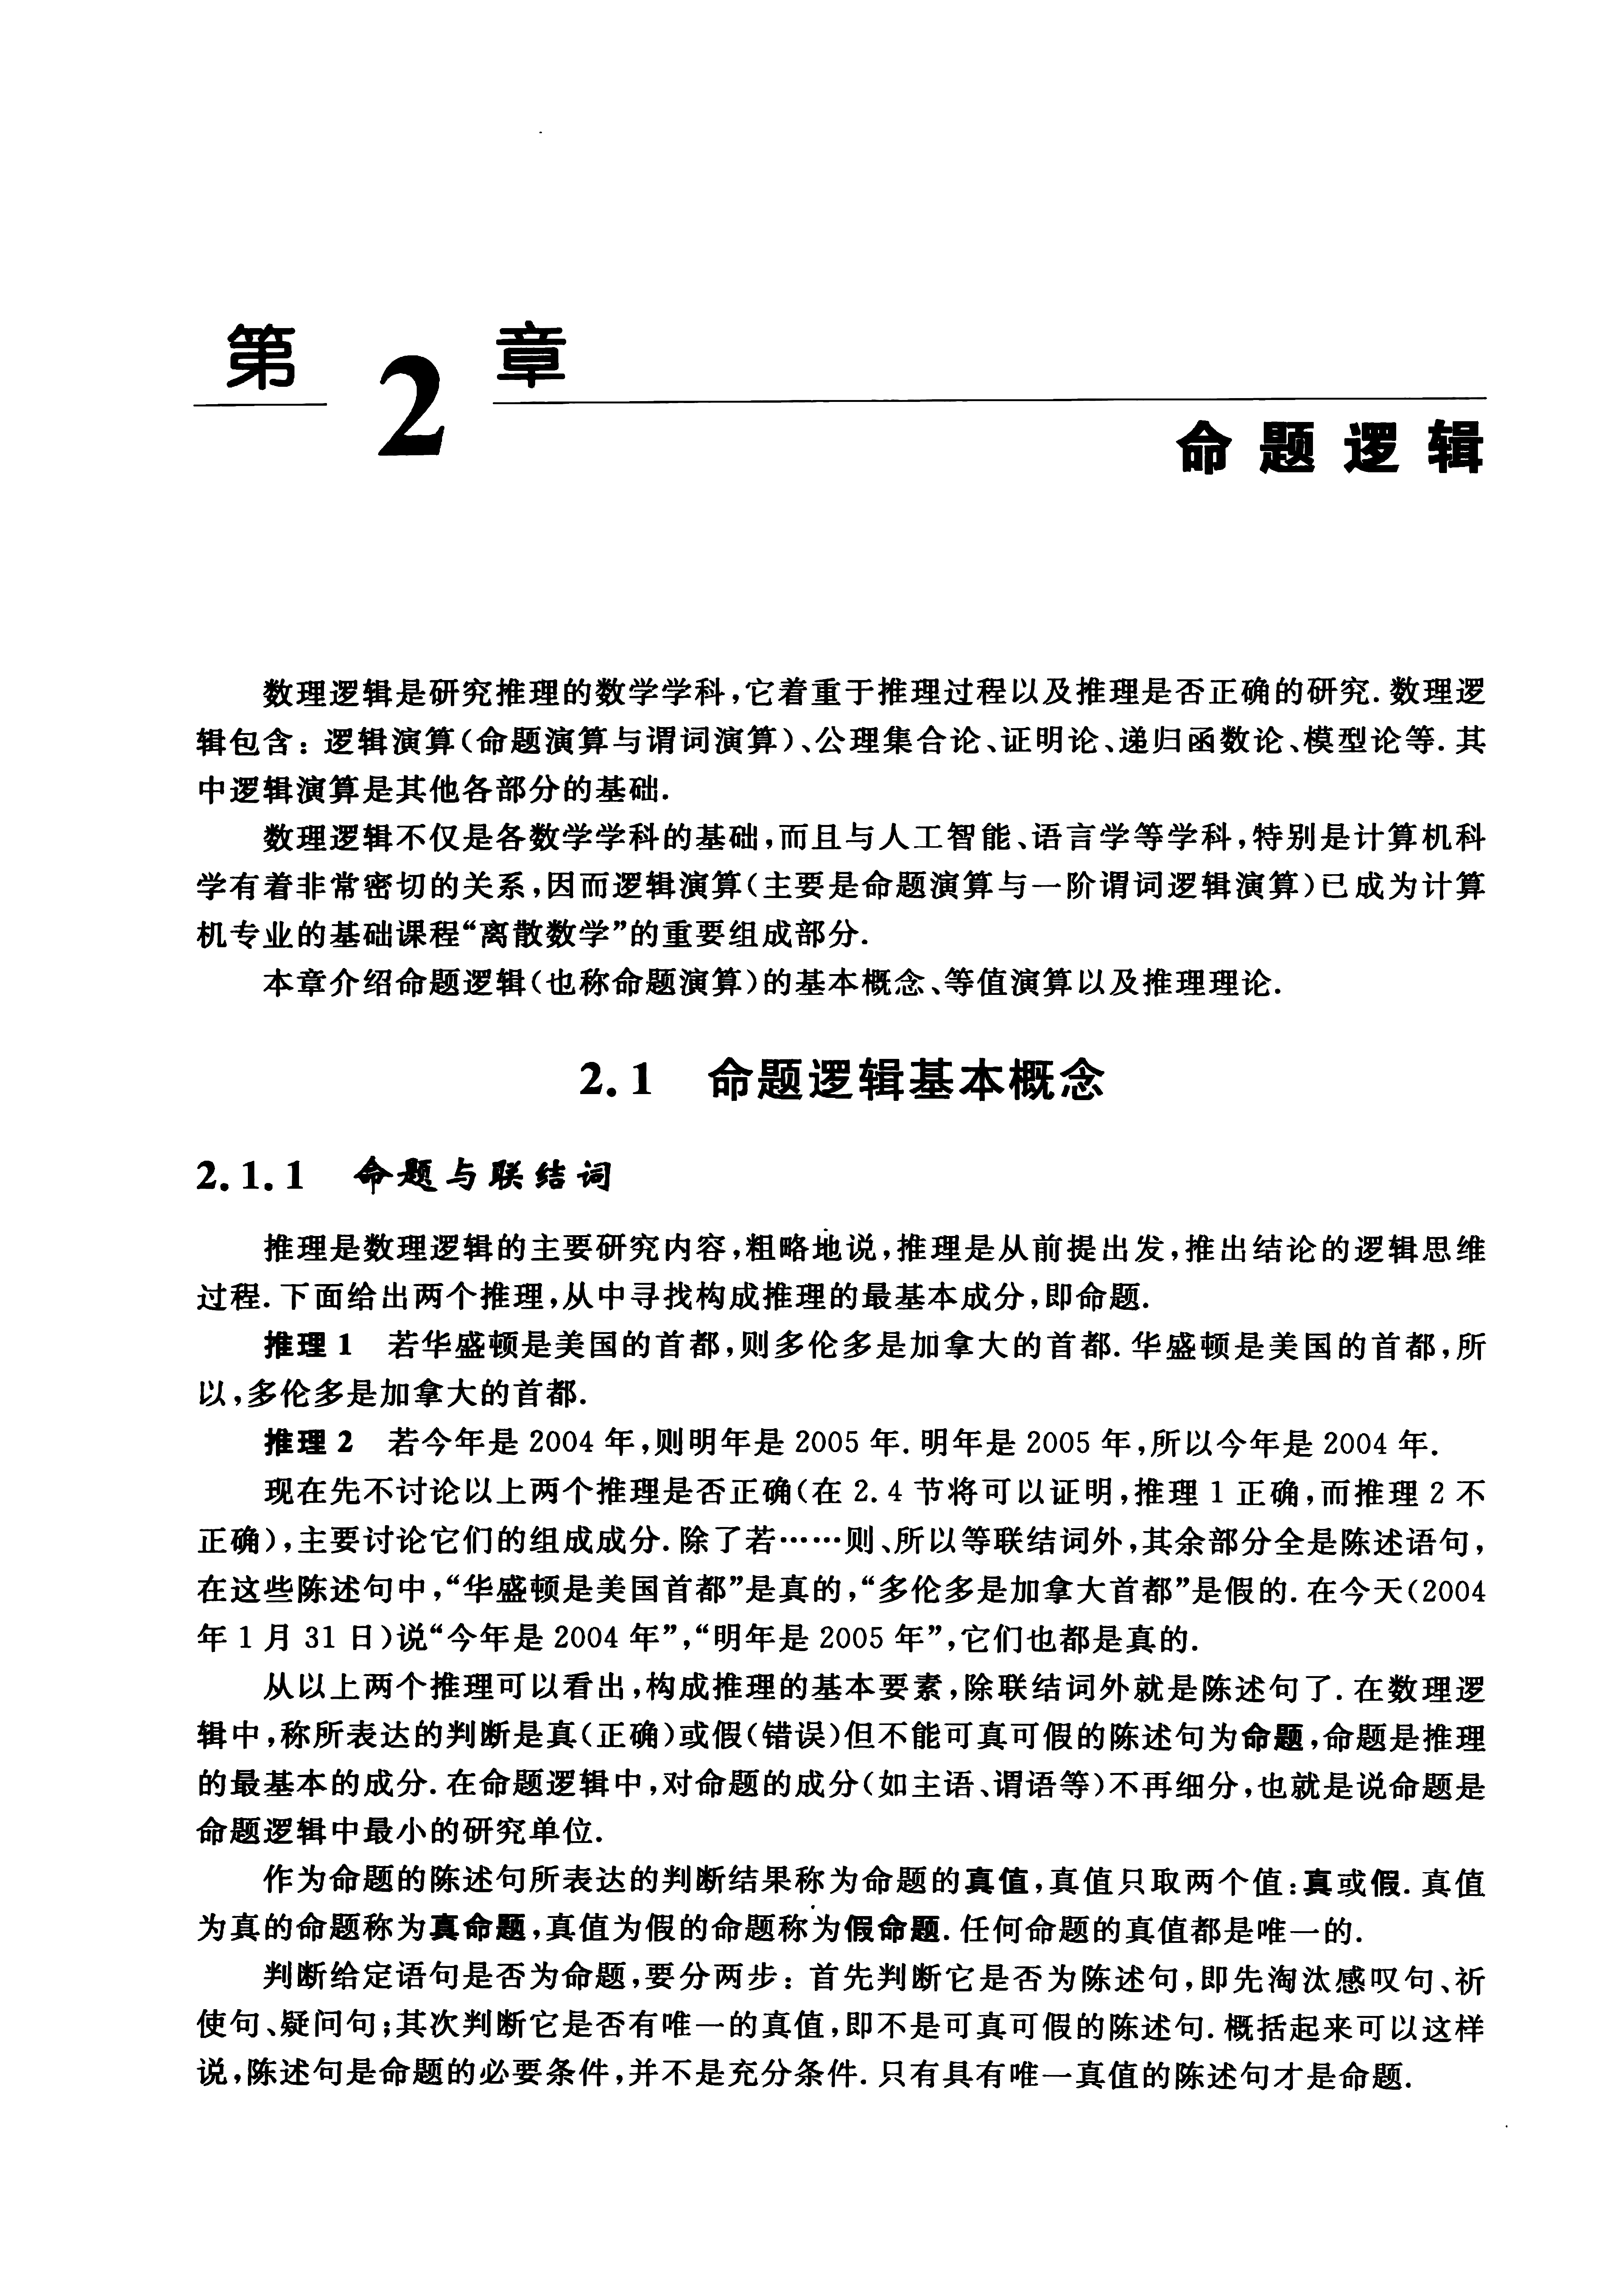 第 2 章
命题逻辑
数理逻辑是研究推理的数学学科,它着重于推理过程以及推理是否正确的研究.数理逻
辑包含:逻辑演算(命题演算与谓词演算)、公理集合论、证明论、递归函数论、模型论等.其
中逻辑演算是其他各部分的基础.
数理逻辑不仅是各数学学科的基础,而且与人工智能、语言学等学科,特别是计算机科
学有着非常密切的关系,因而逻辑演算(主要是命题演算与一阶谓词逻辑演算)已成为计算
机专业的基础课程“离散数学”的重要组成部分.
本章介绍命题逻辑(也称命题演算)的基本概念、等值演算以及推理理论.
2.1 命题逻辑基本概念
2.1.1 命题与联结词
推理是数理逻辑的主要研究内容,粗略地说,推理是从前提出发,推出结论的逻辑思维
过程.下面给出两个推理,从中寻找构成推理的最基本成分,即命题.
推理1 若华盛顿是美国的首都,则多伦多是加拿大的首都.华盛顿是美国的首都,所
以,多伦多是加拿大的首都.
推理2 若今年是2004年,则明年是2005年.明年是2005年,所以今年是2004年.
现在先不讨论以上两个推理是否正确(在2.4节将可以证明,推理1正确,而推理2不
正确),主要讨论它们的组成成分.除了若……则、所以等联结词外,其余部分全是陈述语句,
在这些陈述句中,“华盛顿是美国首都”是真的,“多伦多是加拿大首都”是假的.在今天(2004
年1月31日)说“今年是2004年”,“明年是2005年”,它们也都是真的.
从以上两个推理可以看出,构成推理的基本要素,除联结词外就是陈述句了.在数理逻
辑中,称所表达的判断是真(正确)或假(错误)但不能可真可假的陈述句为命题,命题是推理
的最基本的成分.在命题逻辑中,对命题的成分(如主语、谓语等)不再细分,也就是说命题是
命题逻辑中最小的研究单位.
作为命题的陈述句所表达的判断结果称为命题的真值,真值只取两个值:真或假.真值
为真的命题称为真命题,真值为假的命题称为假命题.任何命题的真值都是唯一的.
判断给定语句是否为命题,要分两步:首先判断它是否为陈述句,即先淘汰感叹句、祈
使句、疑问句;其次判断它是否有唯一的真值,即不是可真可假的陈述句.概括起来可以这样
说,陈述句是命题的必要条件,并不是充分条件.只有具有唯一真值的陈述句才是命题.